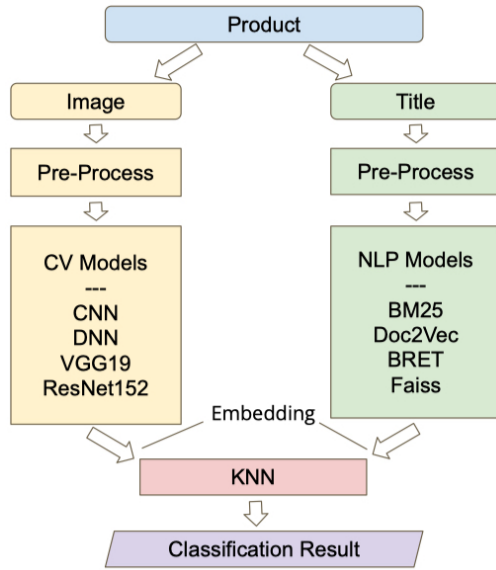 Product
Image
Title
Pre-Process
Pre-Process
CV Models
---
CNN
DNN
VGG19
ResNet152
NLP Models
---
BM25
Doc2Vec
BRET
Faiss
Embedding
KNN
Classification Result